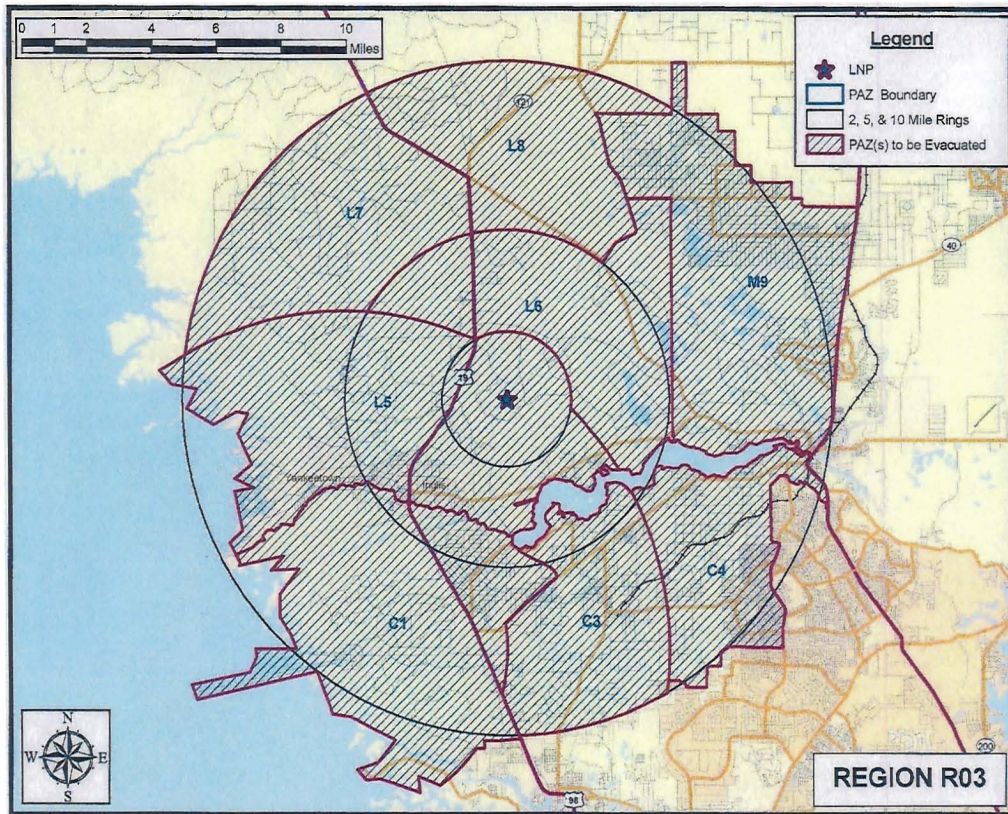 0 1 2 4 6 8 10
Miles
Legend
LNP
PAZ Boundary
2, 5, & 10 Mile Rings
PAZ(s) to be Evacuated
121
L8
L7
40
M9
L6
19
L5
Yankeetown
Inglis
C4
C1
C3
N
W E
S
200
98
REGION R03